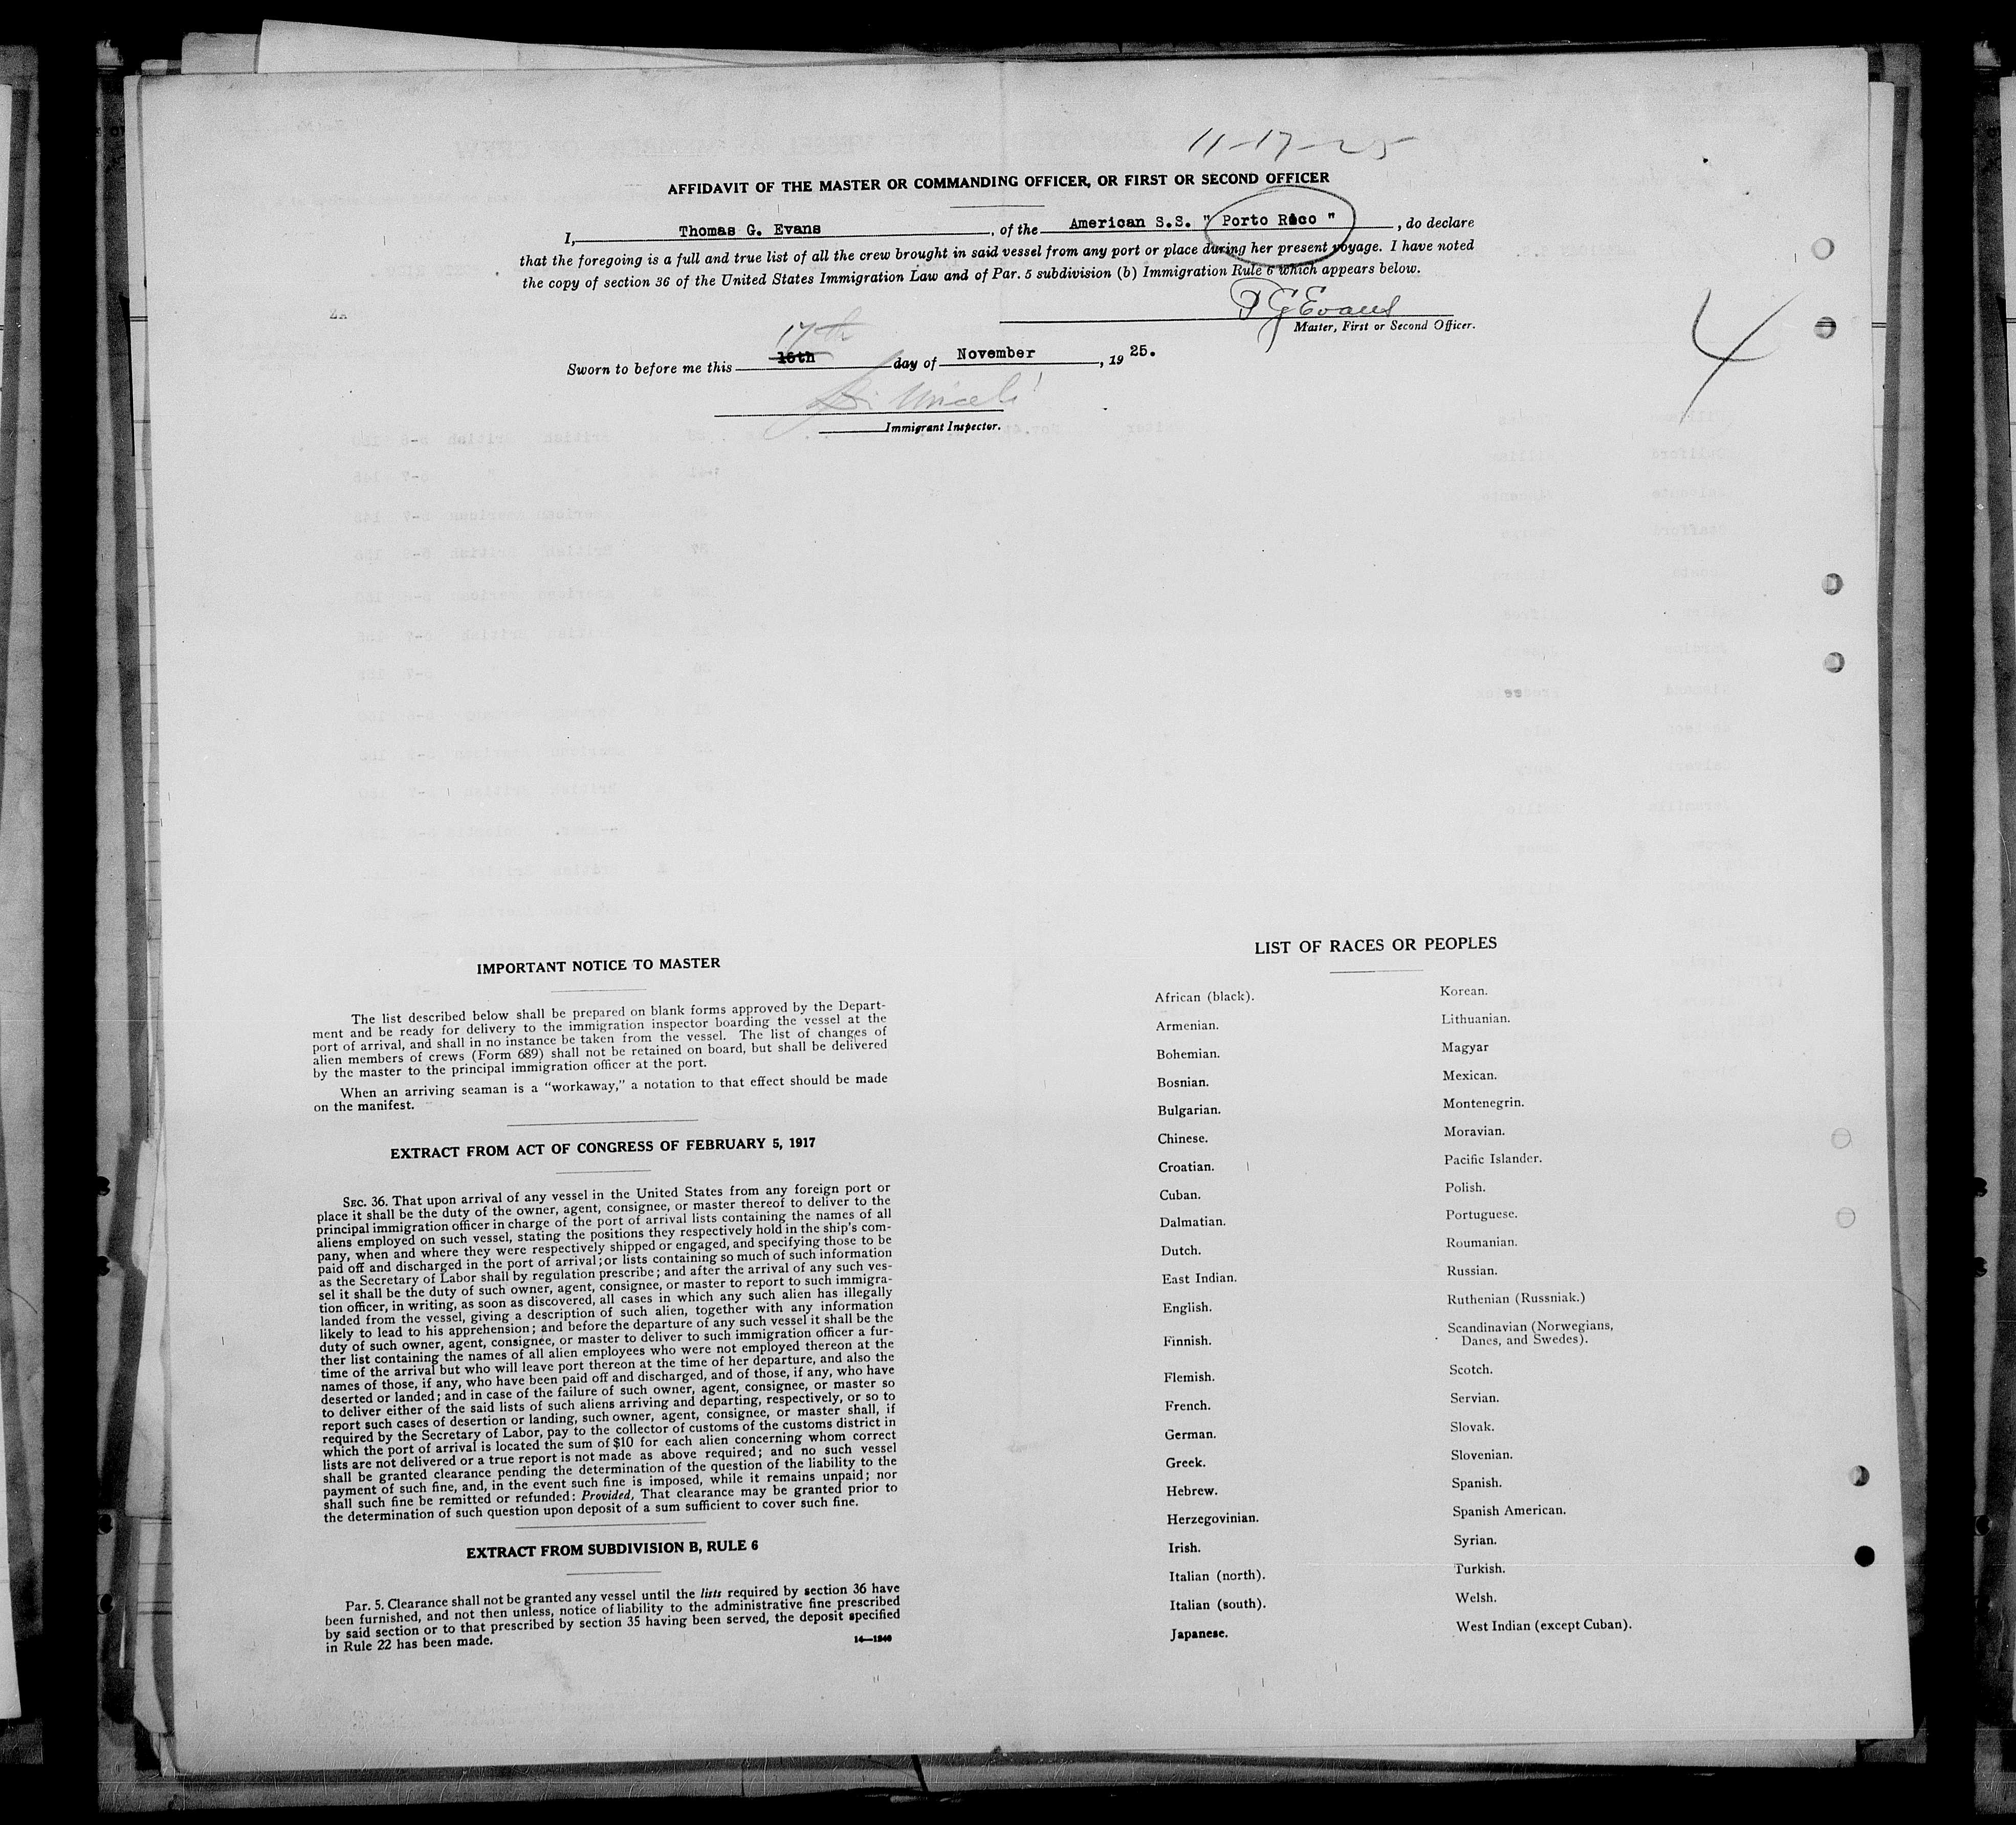 11-17-25
AFFIDAVIT OF THE MASTER OR COMMANDING OFFICER, OR FIRST OR SECOND OFFICER
I, Thomas G. Evans, of the American S.S. " Porto Rico ", do declare
that the foregoing is a full and true list of all the crew brought in said vessel from any port or place during her present voyage. I have noted
the copy of section 36 of the United States Immigration Law and of Par. 5 subdivision (b) Immigration Rule 6 which appears below.
T G Evans
Master, First or Second Officer.
4
17th
Sworn to before me this 16th day of November, 19 25.
Immigrant Inspector.
IMPORTANT NOTICE TO MASTER
The list described below shall be prepared on blank forms approved by the Depart-
ment and be ready for delivery to the immigration inspector boarding the vessel at the
port of arrival, and shall in no instance be taken from the vessel. The list of changes of
alien members of crews (Form 689) shall not be retained on board, but shall be delivered
by the master to the principal immigration officer at the port.
When an arriving seaman is a "workaway," a notation to that effect should be made
on the manifest.
EXTRACT FROM ACT OF CONGRESS OF FEBRUARY 5, 1917
SEC. 36. That upon arrival of any vessel in the United States from any foreign port or
place it shall be the duty of the owner, agent, consignee, or master thereof to deliver to the
principal immigration officer in charge of the port of arrival lists containing the names of all
aliens employed on such vessel, stating the positions they respectively hold in the ship's com-
pany, when and where they were respectively shipped or engaged, and specifying those to be
paid off and discharged in the port of arrival; or lists containing so much of such information
as the Secretary of Labor shall by regulation prescribe; and after the arrival of any such ves-
sel it shall be the duty of such owner, agent, consignee, or master to report to such immigra-
tion officer, in writing, as soon as discovered, all cases in which any such alien has illegally
landed from the vessel, giving a description of such alien, together with any information
likely to lead to his apprehension; and before the departure of any such vessel it shall be the
duty of such owner, agent, consignee, or master to deliver to such immigration officer a fur-
ther list containing the names of all alien employees who were not employed thereon at the
time of the arrival but who will leave port thereon at the time of her departure, and also the
names of those, if any, who have been paid off and discharged, and of those, if any, who have
deserted or landed; and in case of the failure of such owner, agent, consignee, or master so
to deliver either of the said lists of such aliens arriving and departing, respectively, or so to
report such cases of desertion or landing, such owner, agent, consignee, or master shall, if
required by the Secretary of Labor, pay to the collector of customs of the customs district in
which the port of arrival is located the sum of $10 for each alien concerning whom correct
lists are not delivered or a true report is not made as above required; and no such vessel
shall be granted clearance pending the determination of the question of the liability to the
payment of such fine, and, in the event such fine is imposed, while it remains unpaid; nor
shall such fine be remitted or refunded: Provided, That clearance may be granted prior to
the determination of such question upon deposit of a sum sufficient to cover such fine.
EXTRACT FROM SUBDIVISION B, RULE 6
Par. 5. Clearance shall not be granted any vessel until the lists required by section 36 have
been furnished, and not then unless, notice of liability to the administrative fine prescribed
by said section or to that prescribed by section 35 having been served, the deposit specified
in Rule 22 has been made.
14—1240
LIST OF RACES OR PEOPLES
African (black).
Armenian.
Bohemian.
Bosnian.
Bulgarian.
Chinese.
Croatian.
Cuban.
Dalmatian.
Dutch.
East Indian.
English.
Finnish.
Flemish.
French.
German.
Greek.
Hebrew.
Herzegovinian.
Irish.
Italian (north).
Italian (south).
Japanese.
Korean.
Lithuanian.
Magyar
Mexican.
Montenegrin.
Moravian.
Pacific Islander.
Polish.
Portuguese.
Roumanian.
Russian.
Ruthenian (Russniak.)
Scandinavian (Norwegians,
Danes, and Swedes).
Scotch.
Servian.
Slovak.
Slovenian.
Spanish.
Spanish American.
Syrian.
Turkish.
Welsh.
West Indian (except Cuban).